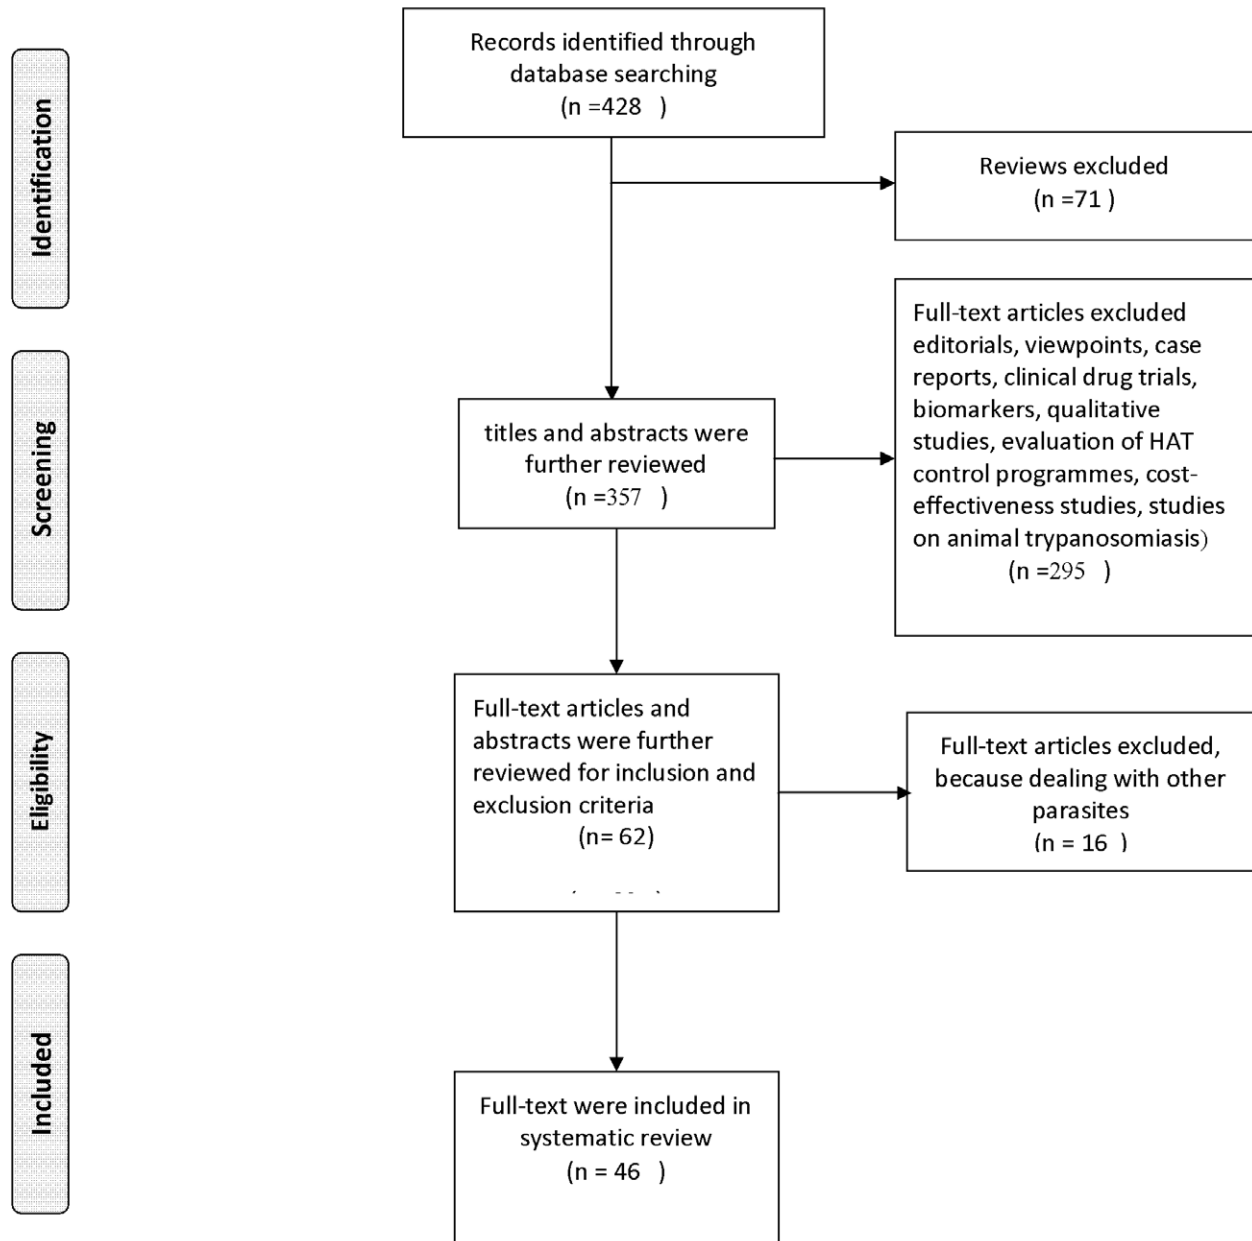 Identification
Records identified through
database searching
(n =428 )
Reviews excluded
(n =71 )
Screening
titles and abstracts were
further reviewed
(n =357 )
Full-text articles excluded
editorials, viewpoints, case
reports, clinical drug trials,
biomarkers, qualitative
studies, evaluation of HAT
control programmes, cost-
effectiveness studies, studies
on animal trypanosomiasis)
(n =295 )
Eligibility
Full-text articles and
abstracts were further
reviewed for inclusion and
exclusion criteria
(n= 62)
Full-text articles excluded,
because dealing with other
parasites
(n = 16 )
Included
Full-text were included in
systematic review
(n = 46 )